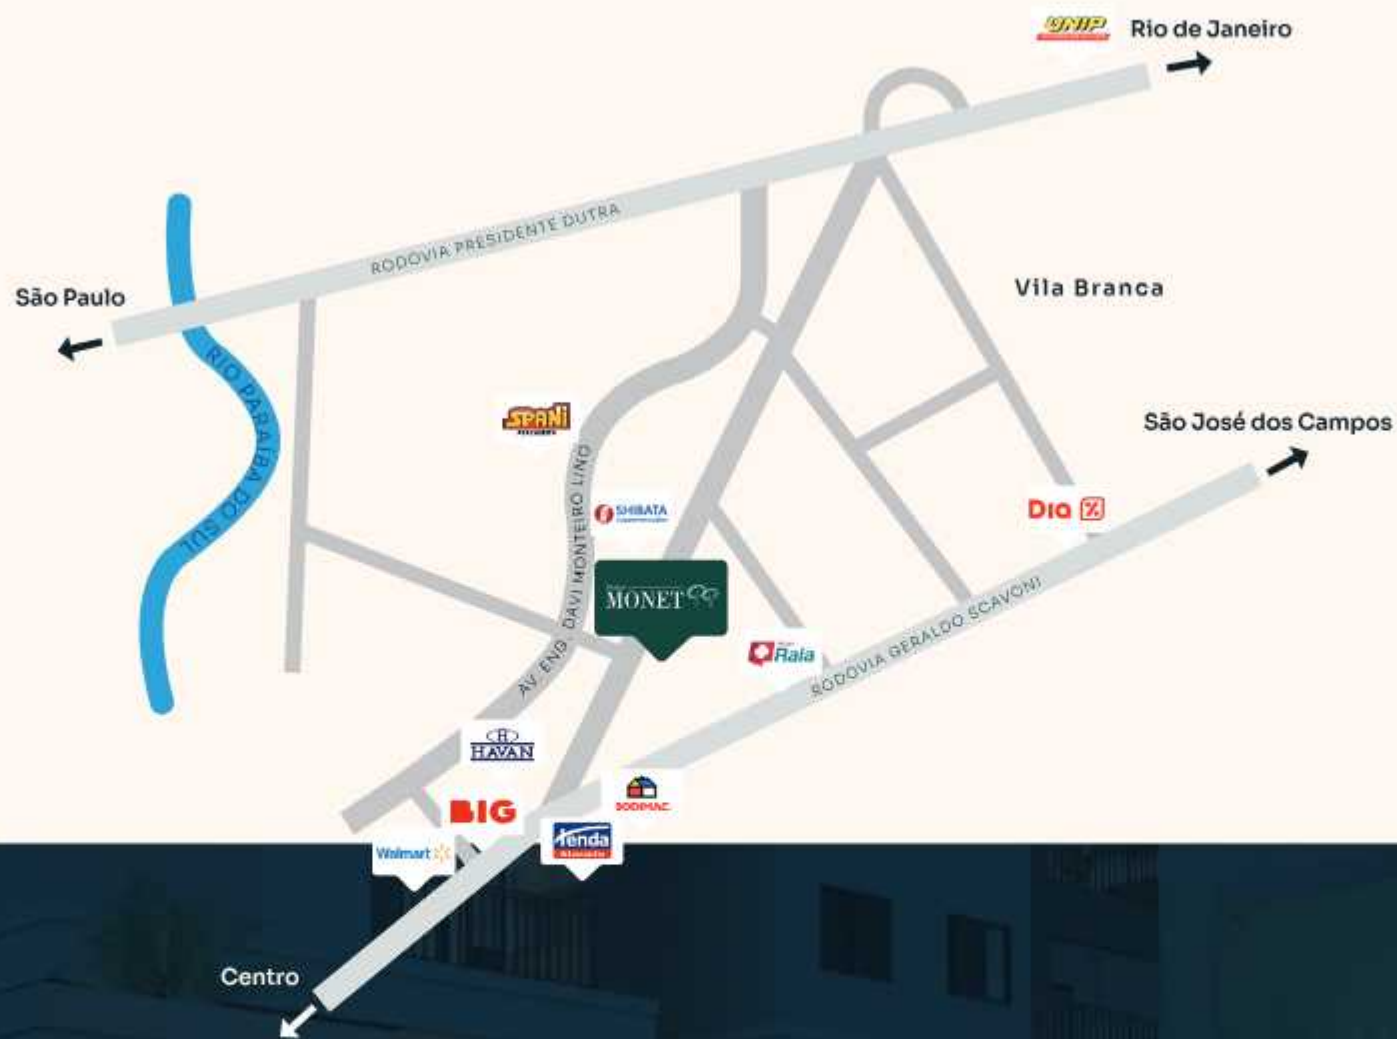 UNIP
Rio de Janeiro
RODOVIA PRESIDENTE DUTRA
Vila Branca
São Paulo
RIO PARAÍBA DO SUL
SPANI
São José dos Campos
AV. ENG. DAVI MONTEIRO LINO
SHIBATA
DIA %
MONET
RODOVIA GERALDO SCAVONI
Raia
H
HAVAN
SODIMAC
BIG
Tenda
Atacado
Walmart
Centro